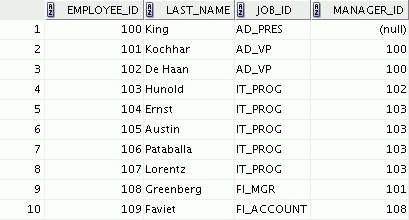 EMPLOYEE_ID LAST_NAME JOB_ID MANAGER_ID
1 100 King AD_PRES (null)
2 101 Kochhar AD_VP 100
3 102 De Haan AD_VP 100
4 103 Hunold IT_PROG 102
5 104 Ernst IT_PROG 103
6 105 Austin IT_PROG 103
7 106 Pataballa IT_PROG 103
8 107 Lorentz IT_PROG 103
9 108 Greenberg FI_MGR 101
10 109 Faviet FI_ACCOUNT 108